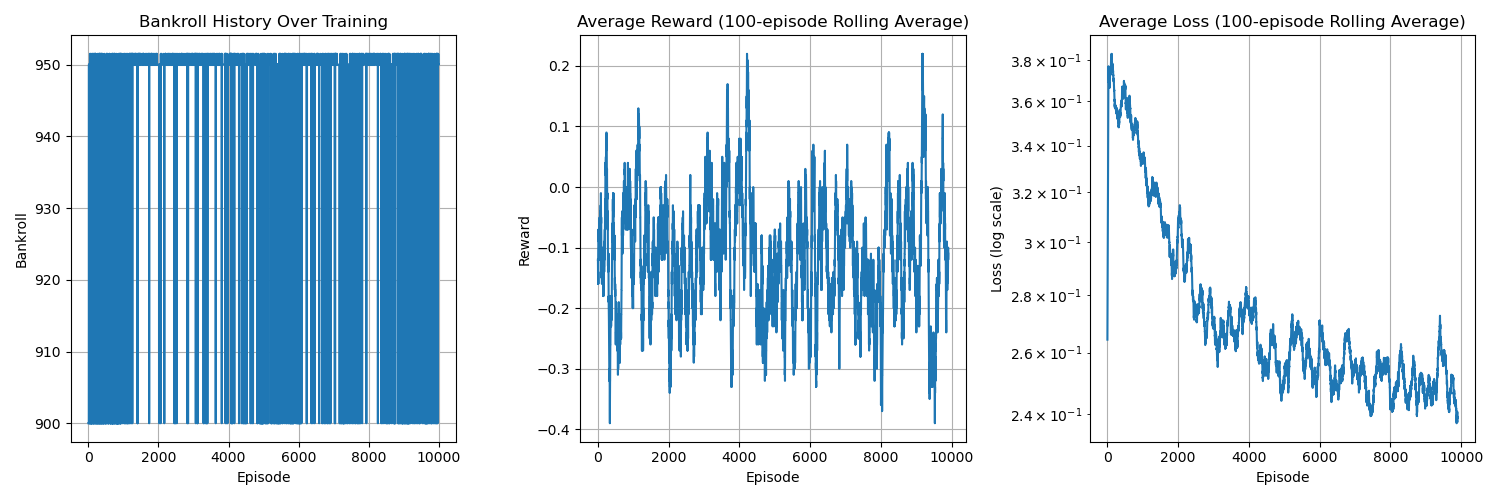 Bankroll History Over Training
Bankroll
950
940
930
920
910
900
0 2000 4000 6000 8000 10000
Episode
Average Reward (100-episode Rolling Average)
Reward
0.2
0.1
0.0
−0.1
−0.2
−0.3
−0.4
0 2000 4000 6000 8000 10000
Episode
Average Loss (100-episode Rolling Average)
Loss (log scale)
3.8 × 10⁻¹
3.6 × 10⁻¹
3.4 × 10⁻¹
3.2 × 10⁻¹
3 × 10⁻¹
2.8 × 10⁻¹
2.6 × 10⁻¹
2.4 × 10⁻¹
0 2000 4000 6000 8000 10000
Episode